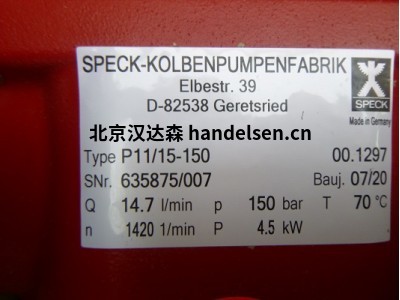 SPECK-KOLBENPUMPENFABRIK
Elbestr. 39
D-82538 Geretsried
SPECK
Made in Germany
北京汉达森 handelsen.cn
Type P11/15-150 00.1297
SNr. 635875/007 Bauj. 07/20
Q 14.7 l/min p 150 bar T 70 °C
n 1420 1/min P 4.5 kW